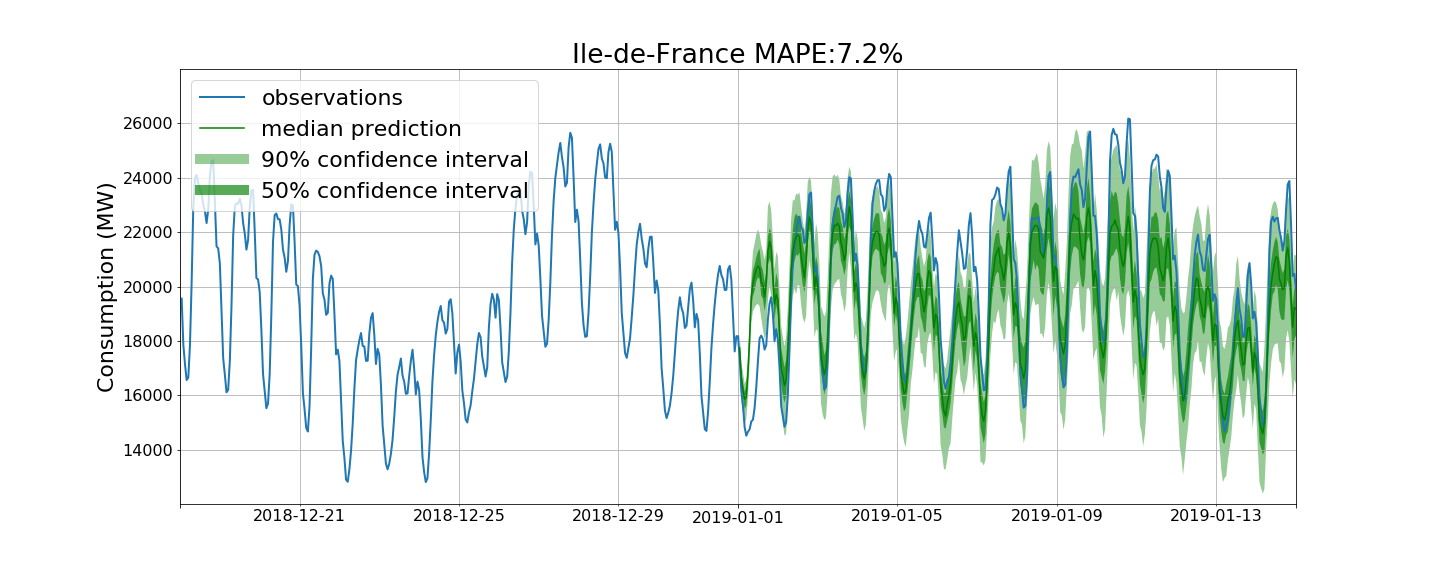 Ile-de-France MAPE:7.2%
observations
median prediction
90% confidence interval
50% confidence interval
Consumption (MW)
26000
24000
22000
20000
18000
16000
14000
2018-12-21 2018-12-25 2018-12-29 2019-01-01 2019-01-05 2019-01-09 2019-01-13